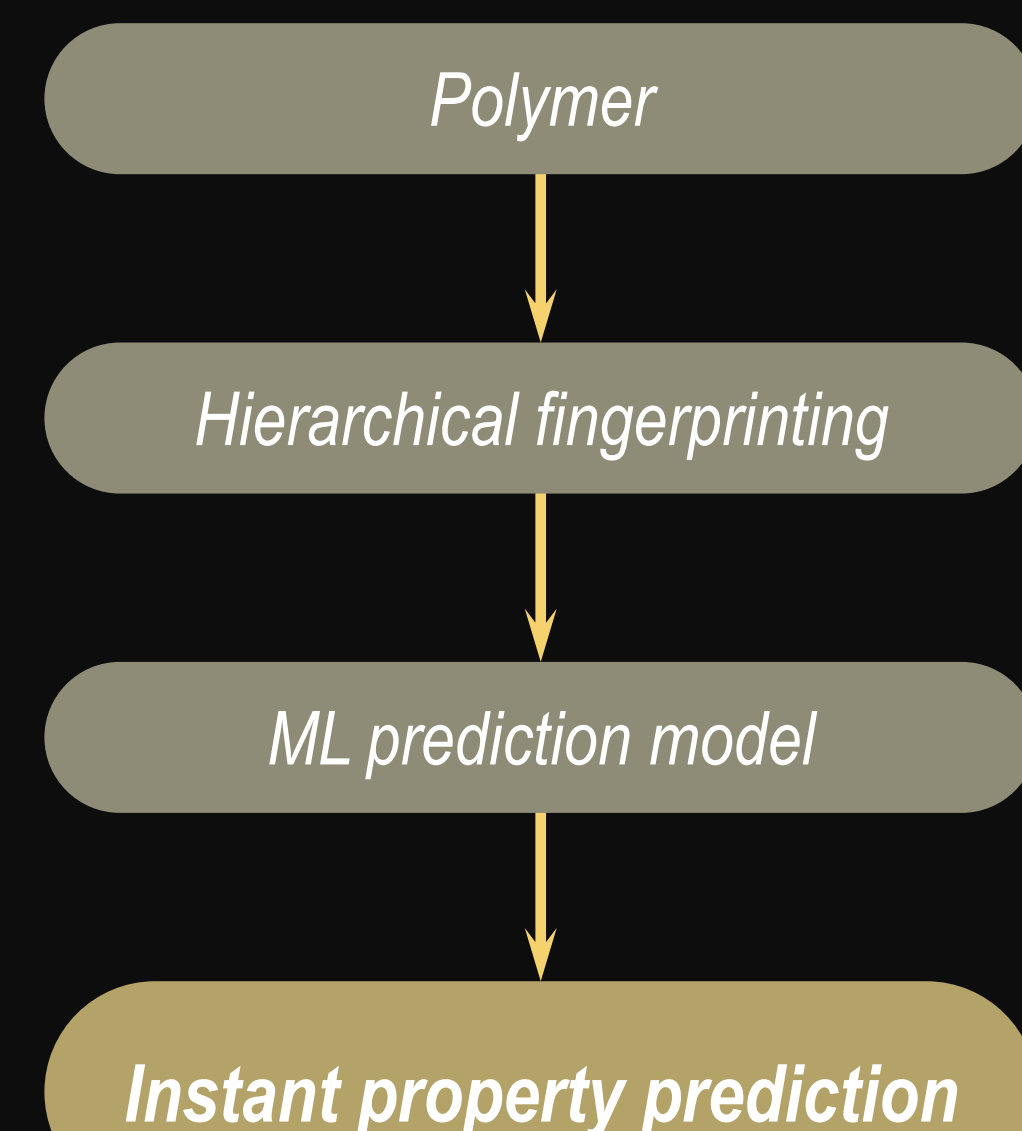 Polymer
Hierarchical fingerprinting
ML prediction model
Instant property prediction